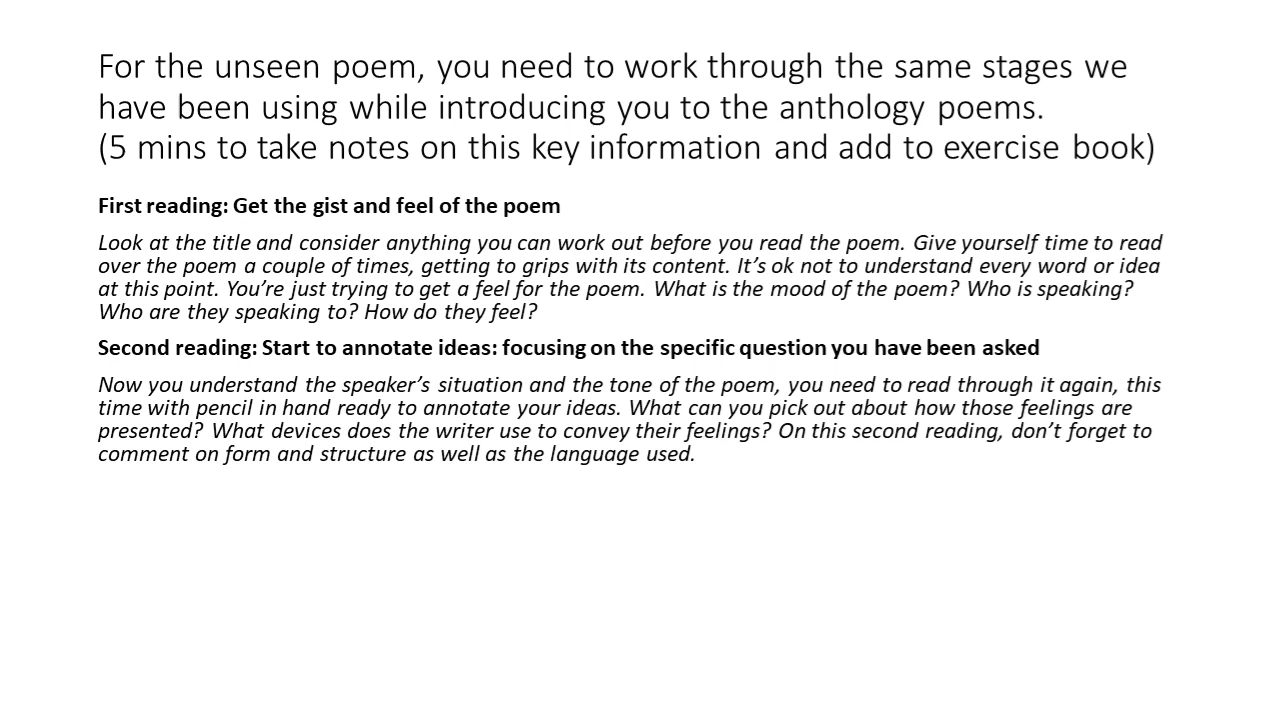 For the unseen poem, you need to work through the same stages we
have been using while introducing you to the anthology poems.
(5 mins to take notes on this key information and add to exercise book)
First reading: Get the gist and feel of the poem
Look at the title and consider anything you can work out before you read the poem. Give yourself time to read
over the poem a couple of times, getting to grips with its content. It’s ok not to understand every word or idea
at this point. You’re just trying to get a feel for the poem. What is the mood of the poem? Who is speaking?
Who are they speaking to? How do they feel?
Second reading: Start to annotate ideas: focusing on the specific question you have been asked
Now you understand the speaker’s situation and the tone of the poem, you need to read through it again, this
time with pencil in hand ready to annotate your ideas. What can you pick out about how those feelings are
presented? What devices does the writer use to convey their feelings? On this second reading, don’t forget to
comment on form and structure as well as the language used.